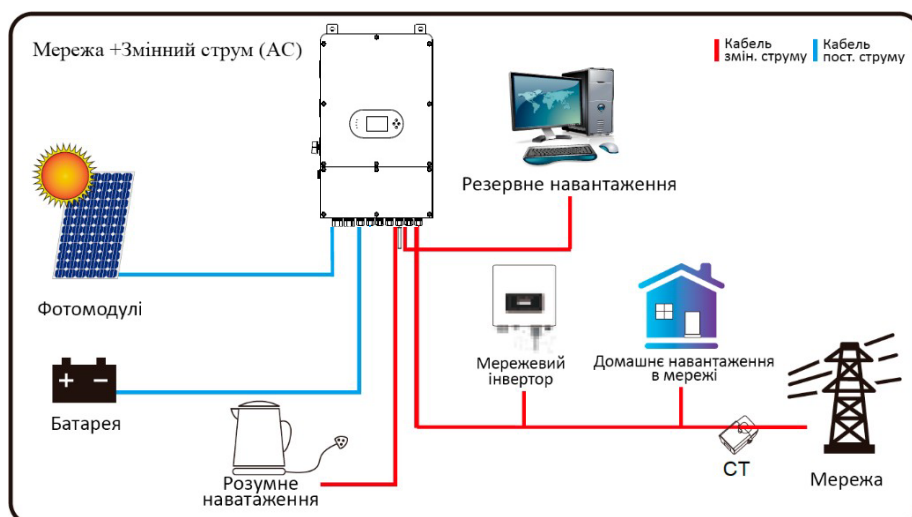 Мережа +Змінний струм (AC)
Кабель
змін. струму
Кабель
пост. струму
Резервне навантаження
Фотомодулі
Мережевий
інвертор
Домашнє навантаження
в мережі
Батарея
Розумне
наватаження
CT
Мережа